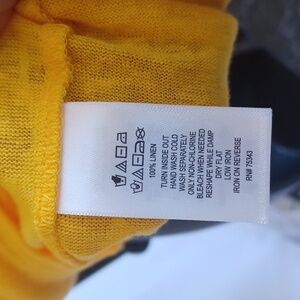 100% LINEN
TURN INSIDE OUT
HAND WASH COLD
WASH SEPARATELY
ONLY NON-CHLORINE
BLEACH WHEN NEEDED
RESHAPE WHILE DAMP
DRY FLAT
LOW IRON
IRON ON REVERSE
RN# 75343